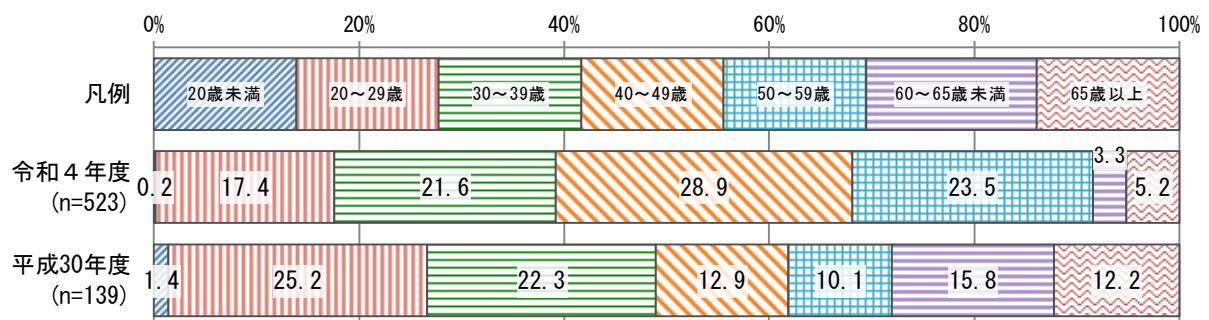 0% 20% 40% 60% 80% 100%
凡例 20歳未満 20～29歳 30～39歳 40～49歳 50～59歳 60～65歳未満 65歳以上
令和４年度
(n=523)
0.2 17.4 21.6 28.9 23.5 3.3 5.2
平成30年度
(n=139)
1.4 25.2 22.3 12.9 10.1 15.8 12.2